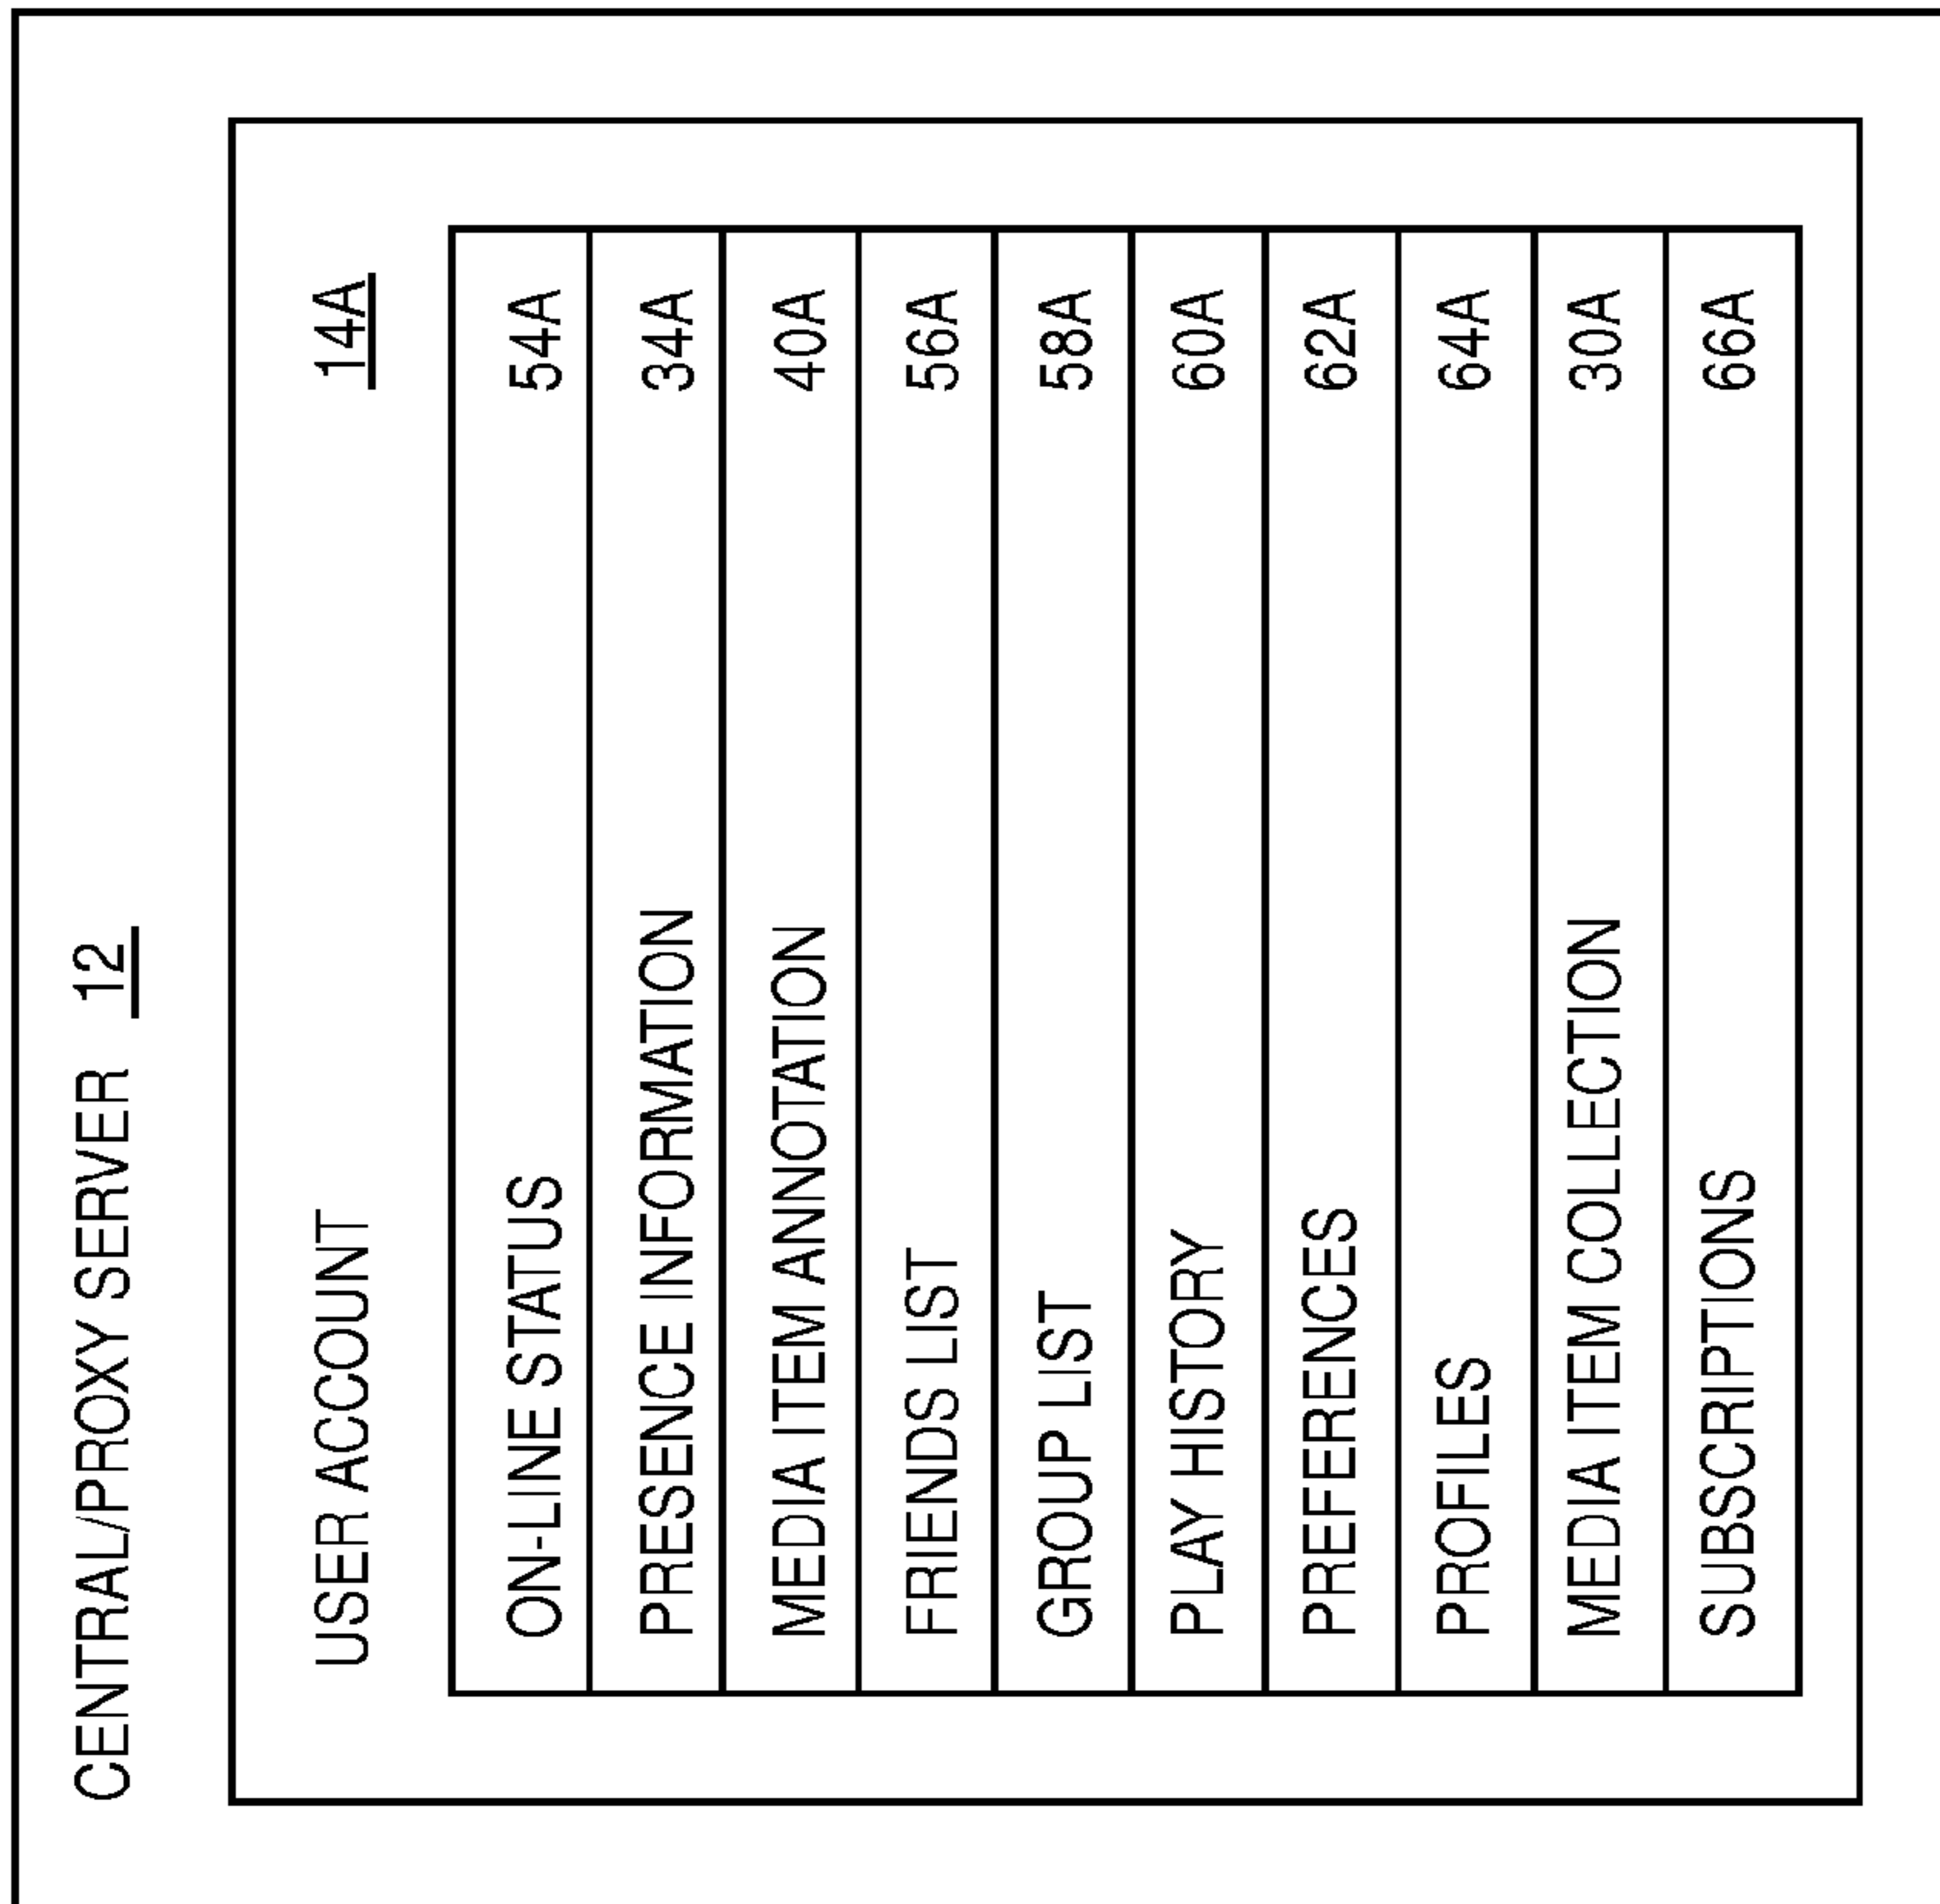 CENTRAL/PROXY SERVER 12
USER ACCOUNT 14A
ON-LINE STATUS 54A
PRESENCE INFORMATION 34A
MEDIA ITEM ANNOTATION 40A
FRIENDS LIST 56A
GROUP LIST 58A
PLAY HISTORY 60A
PREFERENCES 62A
PROFILES 64A
MEDIA ITEM COLLECTION 30A
SUBSCRIPTIONS 66A